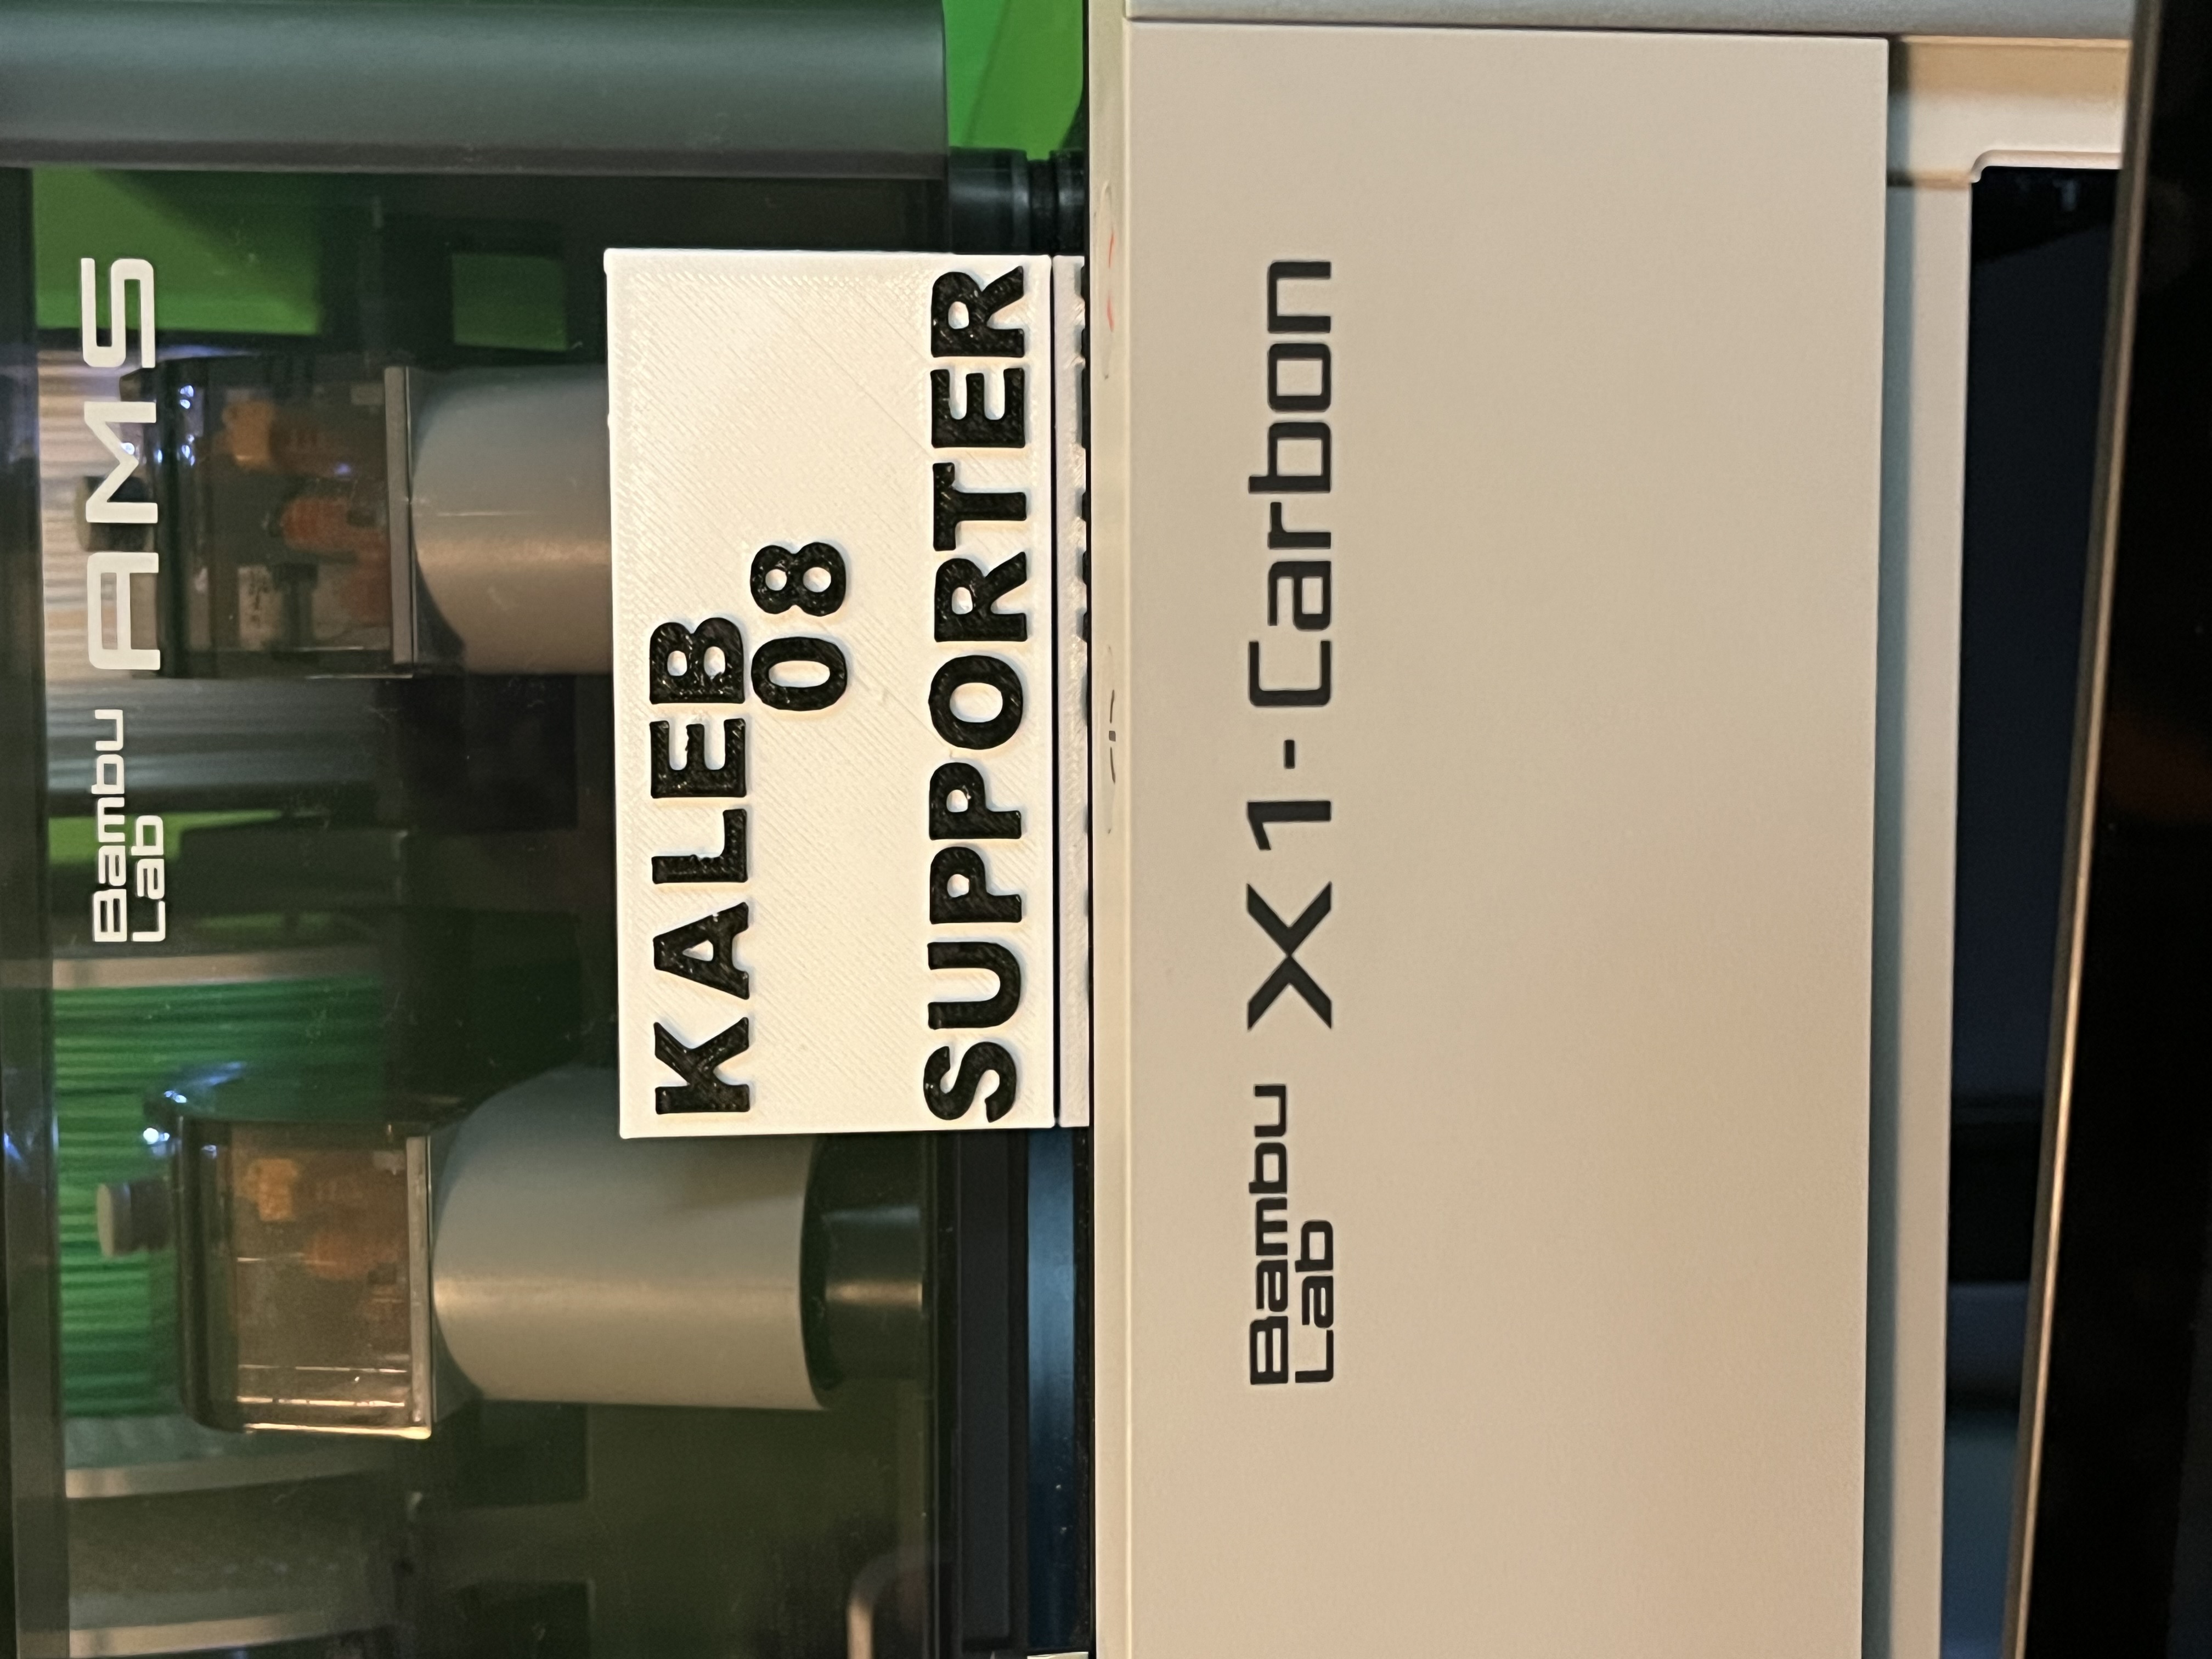 Bambu
Lab
AMS
KALEB
08
SUPPORTER
Bambu
Lab
X1-Carbon